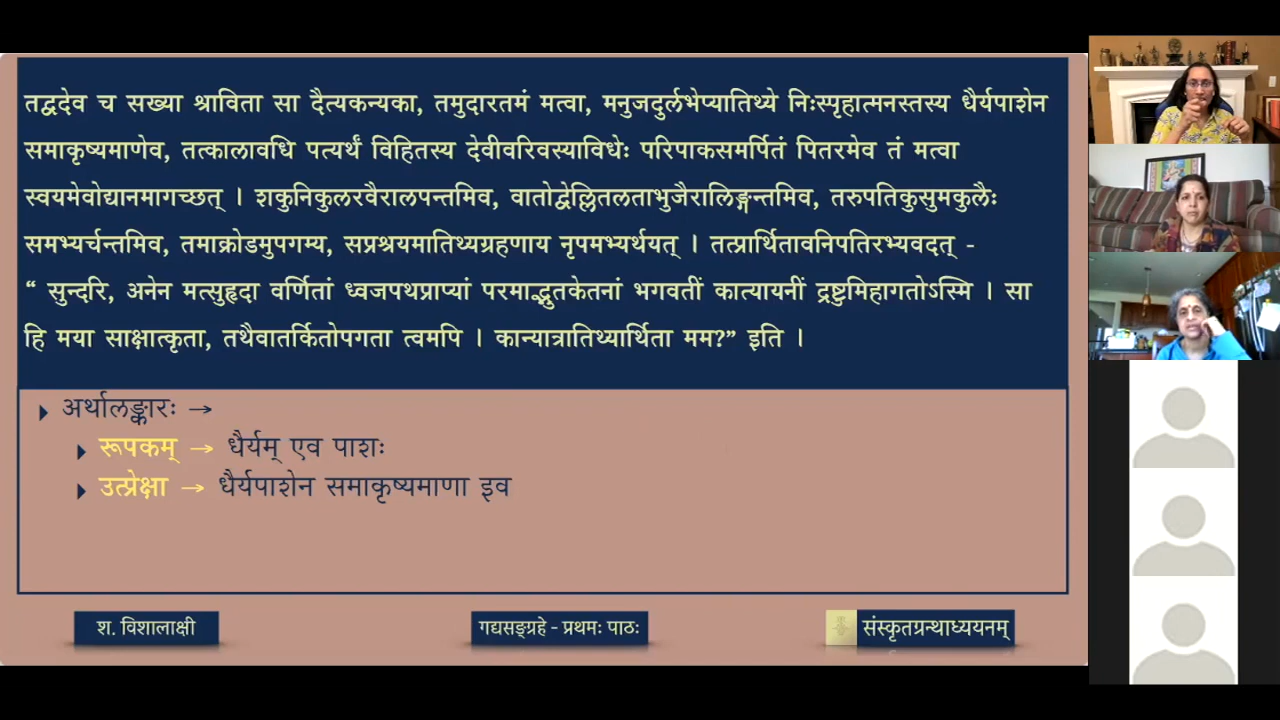 तद्वदेव च सख्या श्राविता सा दैत्यकन्यका, तमुदारतमं मत्वा, मनुजदुर्लभेप्यातिथ्ये निःस्पृहात्मनस्तस्य धैर्यपाशेन
समाकृष्यमाणेव, तत्कालावधि पत्यर्थं विहितस्य देवीवरिवस्याविधेः परिपाकसमर्पितं पितरमेव तं मत्वा
स्वयमेवोद्यानमागच्छत् । शकुनिकुलरवैरालपन्तमिव, वातोद्वेल्लितलताभुजैरालिङ्गन्तमिव, तरुपतिकुसुमकुलैः
समभ्यर्चन्तमिव, तमाक्रोडमुपगम्य, सप्रश्रयमातिथ्यग्रहणाय नृपमभ्यर्थयत् । तत्प्रार्थितावनिपतिरभ्यवदत् -
“ सुन्दरि, अनेन मत्सुहृदा वर्णितां ध्वजपथप्राप्यां परमाद्भुतकेतनां भगवतीं कात्यायनीं द्रष्टुमिहागतोऽस्मि । सा
हि मया साक्षात्कृता, तथैवातर्कितोपगता त्वमपि । कान्यात्रातिथ्यार्थिता मम?” इति ।
अर्थालङ्कारः →
रूपकम् → धैर्यम् एव पाशः
उत्प्रेक्षा → धैर्यपाशेन समाकृष्यमाणा इव
श. विशालाक्षी
गद्यसङ्ग्रहे - प्रथमः पाठः
संस्कृतग्रन्थाध्ययनम्